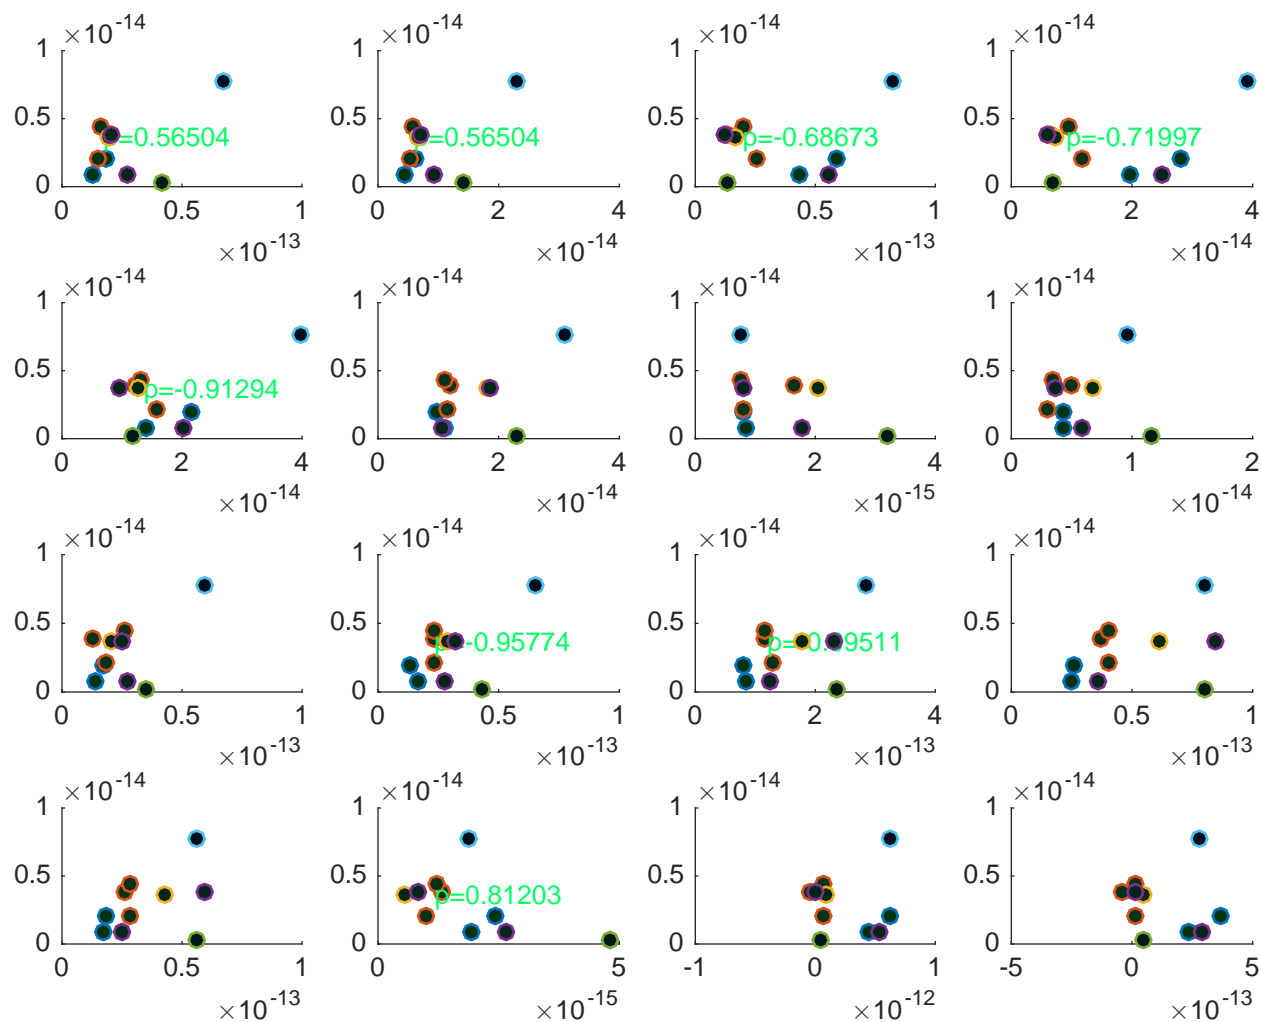 ×10-14 ×10-14 ×10-14 ×10-14
1 1 1 1
0.5 0.5 0.5 0.5
p=0.56504 p=0.56504 p=-0.68673 p=-0.71997
0 0 0 0
0 0.5 1 0 2 4 0 0.5 1 0 2 4
×10-13 ×10-14 ×10-13 ×10-14
×10-14 ×10-14 ×10-14 ×10-14
1 1 1 1
0.5 0.5 0.5 0.5
p=-0.91294
0 0 0 0
0 2 4 0 2 4 0 2 4 0 1 2
×10-14 ×10-14 ×10-15 ×10-14
×10-14 ×10-14 ×10-14 ×10-14
1 1 1 1
0.5 0.5 0.5 0.5
p=-0.95774
0 0 0 0
0 0.5 1 0 0.5 1 0 2 4 0 0.5 1
×10-13 ×10-13 ×10-13 ×10-13
×10-14 ×10-14 ×10-14 ×10-14
1 1 1 1
0.5 0.5 0.5 0.5
p=0.81203
0 0 0 0
0 0.5 1 0 5 -1 0 1 -5 0 5
×10-13 ×10-15 ×10-12 ×10-13